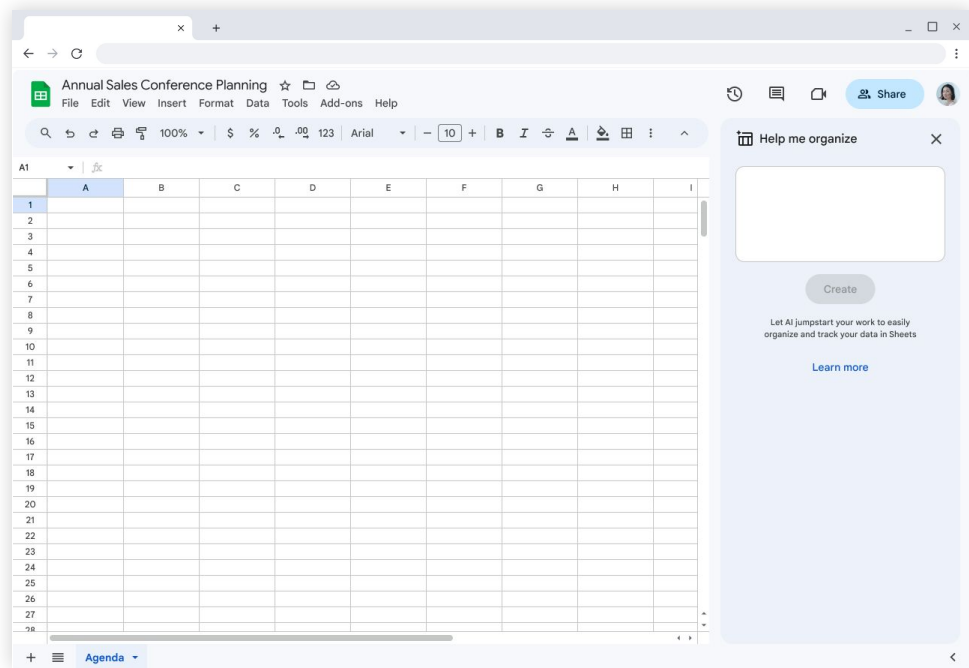 Annual Sales Conference Planning
File Edit View Insert Format Data Tools Add-ons Help
Share
100% $ % .0 .00 123 Arial 10 B I A
Help me organize
A1 fx
A B C D E F G H I
1
2
3
4
5
6
7
8
9
10
11
12
13
14
15
16
17
18
19
20
21
22
23
24
25
26
27
28
Create
Let AI jumpstart your work to easily
organize and track your data in Sheets
Learn more
Agenda